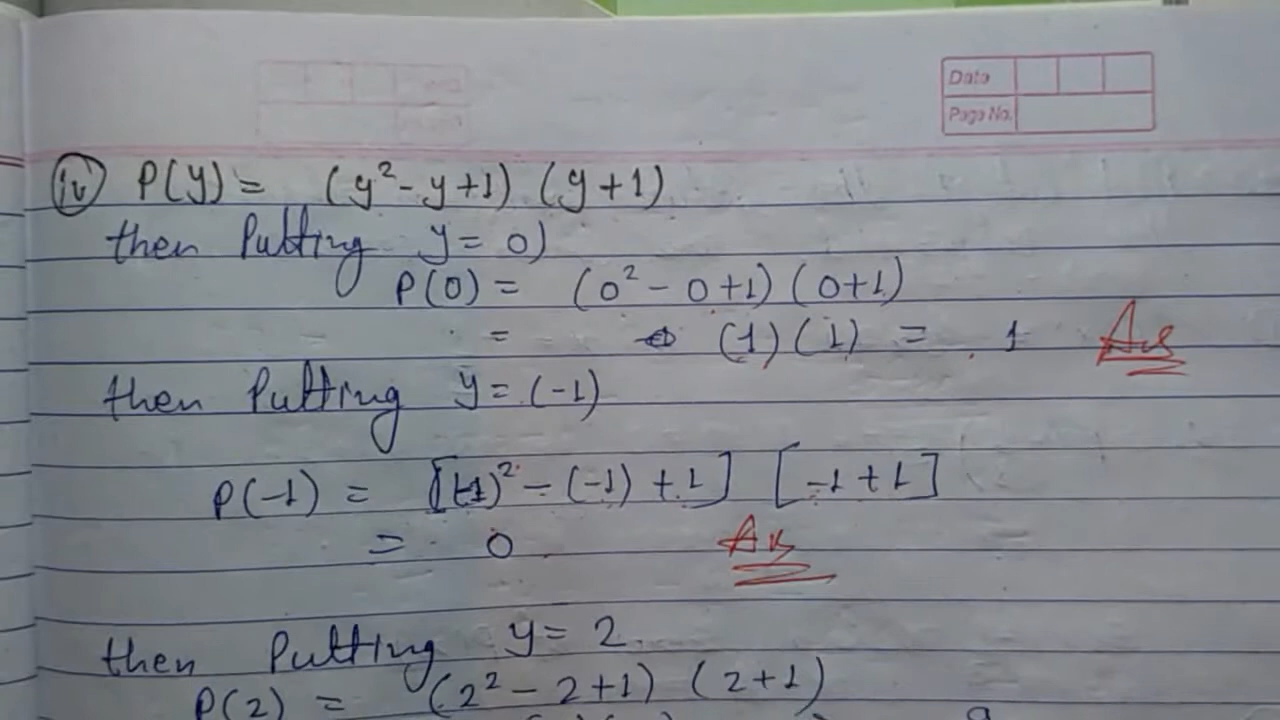 Date
Page No.
(iv) P(y) = (y²-y+1) (y+1)
then Putting y = 0)
P(0) = (0² - 0+1) (0+1)
= (1) (1) = 1 Ans
then Putting y = (-1)
P(-1) = [(-1)² - (-1) + 1] [-1 + 1]
= 0 Ans
then Putting y = 2.
P(2) = (2² - 2+1) (2+1)